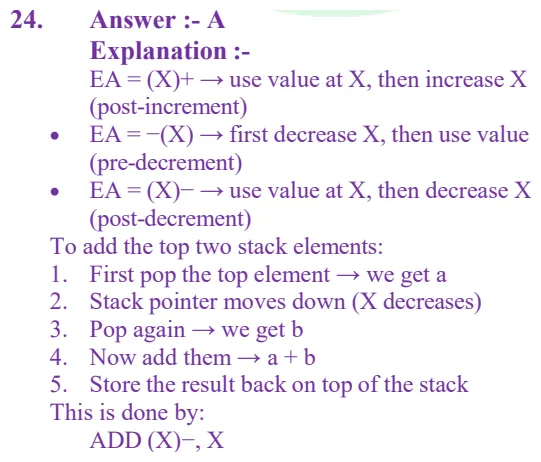 24. Answer :- A
Explanation :-
EA = (X)+ → use value at X, then increase X
(post-increment)
• EA = −(X) → first decrease X, then use value
(pre-decrement)
• EA = (X)− → use value at X, then decrease X
(post-decrement)
To add the top two stack elements:
1. First pop the top element → we get a
2. Stack pointer moves down (X decreases)
3. Pop again → we get b
4. Now add them → a + b
5. Store the result back on top of the stack
This is done by:
ADD (X)−, X